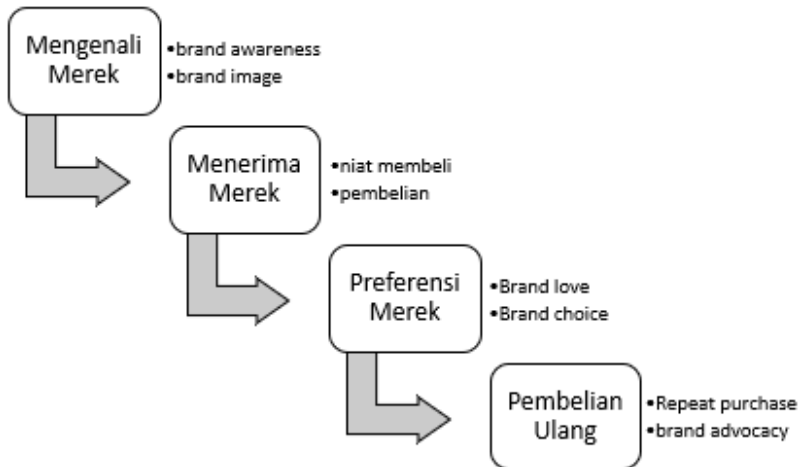 Mengenali
Merek
•brand awareness
•brand image
Menerima
Merek
•niat membeli
•pembelian
Preferensi
Merek
•Brand love
•Brand choice
Pembelian
Ulang
•Repeat purchase
•brand advocacy